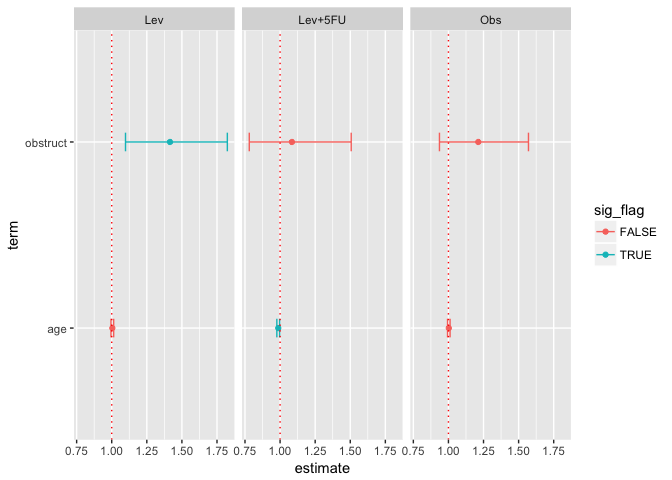 Lev Lev+5FU Obs
obstruct
age
term
0.75 1.00 1.25 1.50 1.75 0.75 1.00 1.25 1.50 1.75 0.75 1.00 1.25 1.50 1.75
estimate
sig_flag
FALSE
TRUE